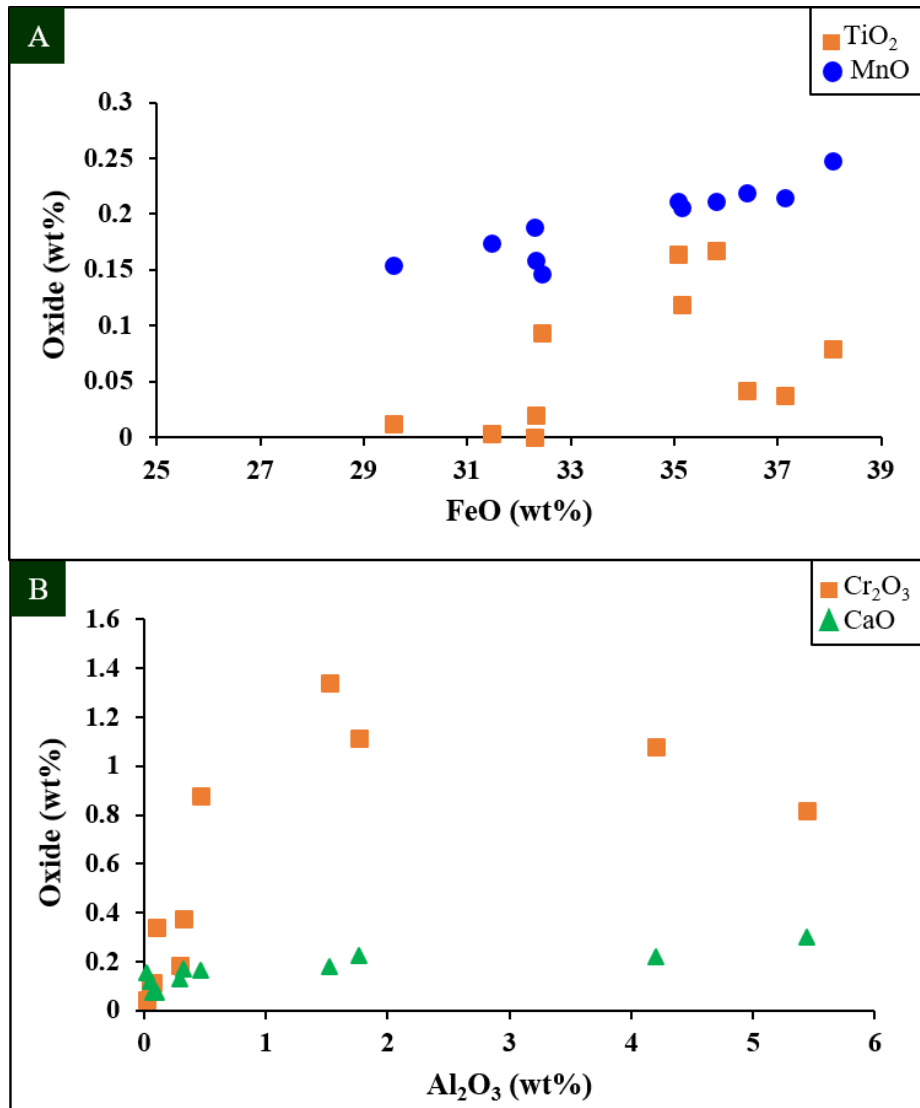 A
TiO₂
MnO
0.3
0.25
0.2
0.15
0.1
0.05
0
Oxide (wt%)
25 27 29 31 33 35 37 39
FeO (wt%)
B
Cr₂O₃
CaO
1.6
1.4
1.2
1
0.8
0.6
0.4
0.2
0
Oxide (wt%)
0 1 2 3 4 5 6
Al₂O₃ (wt%)